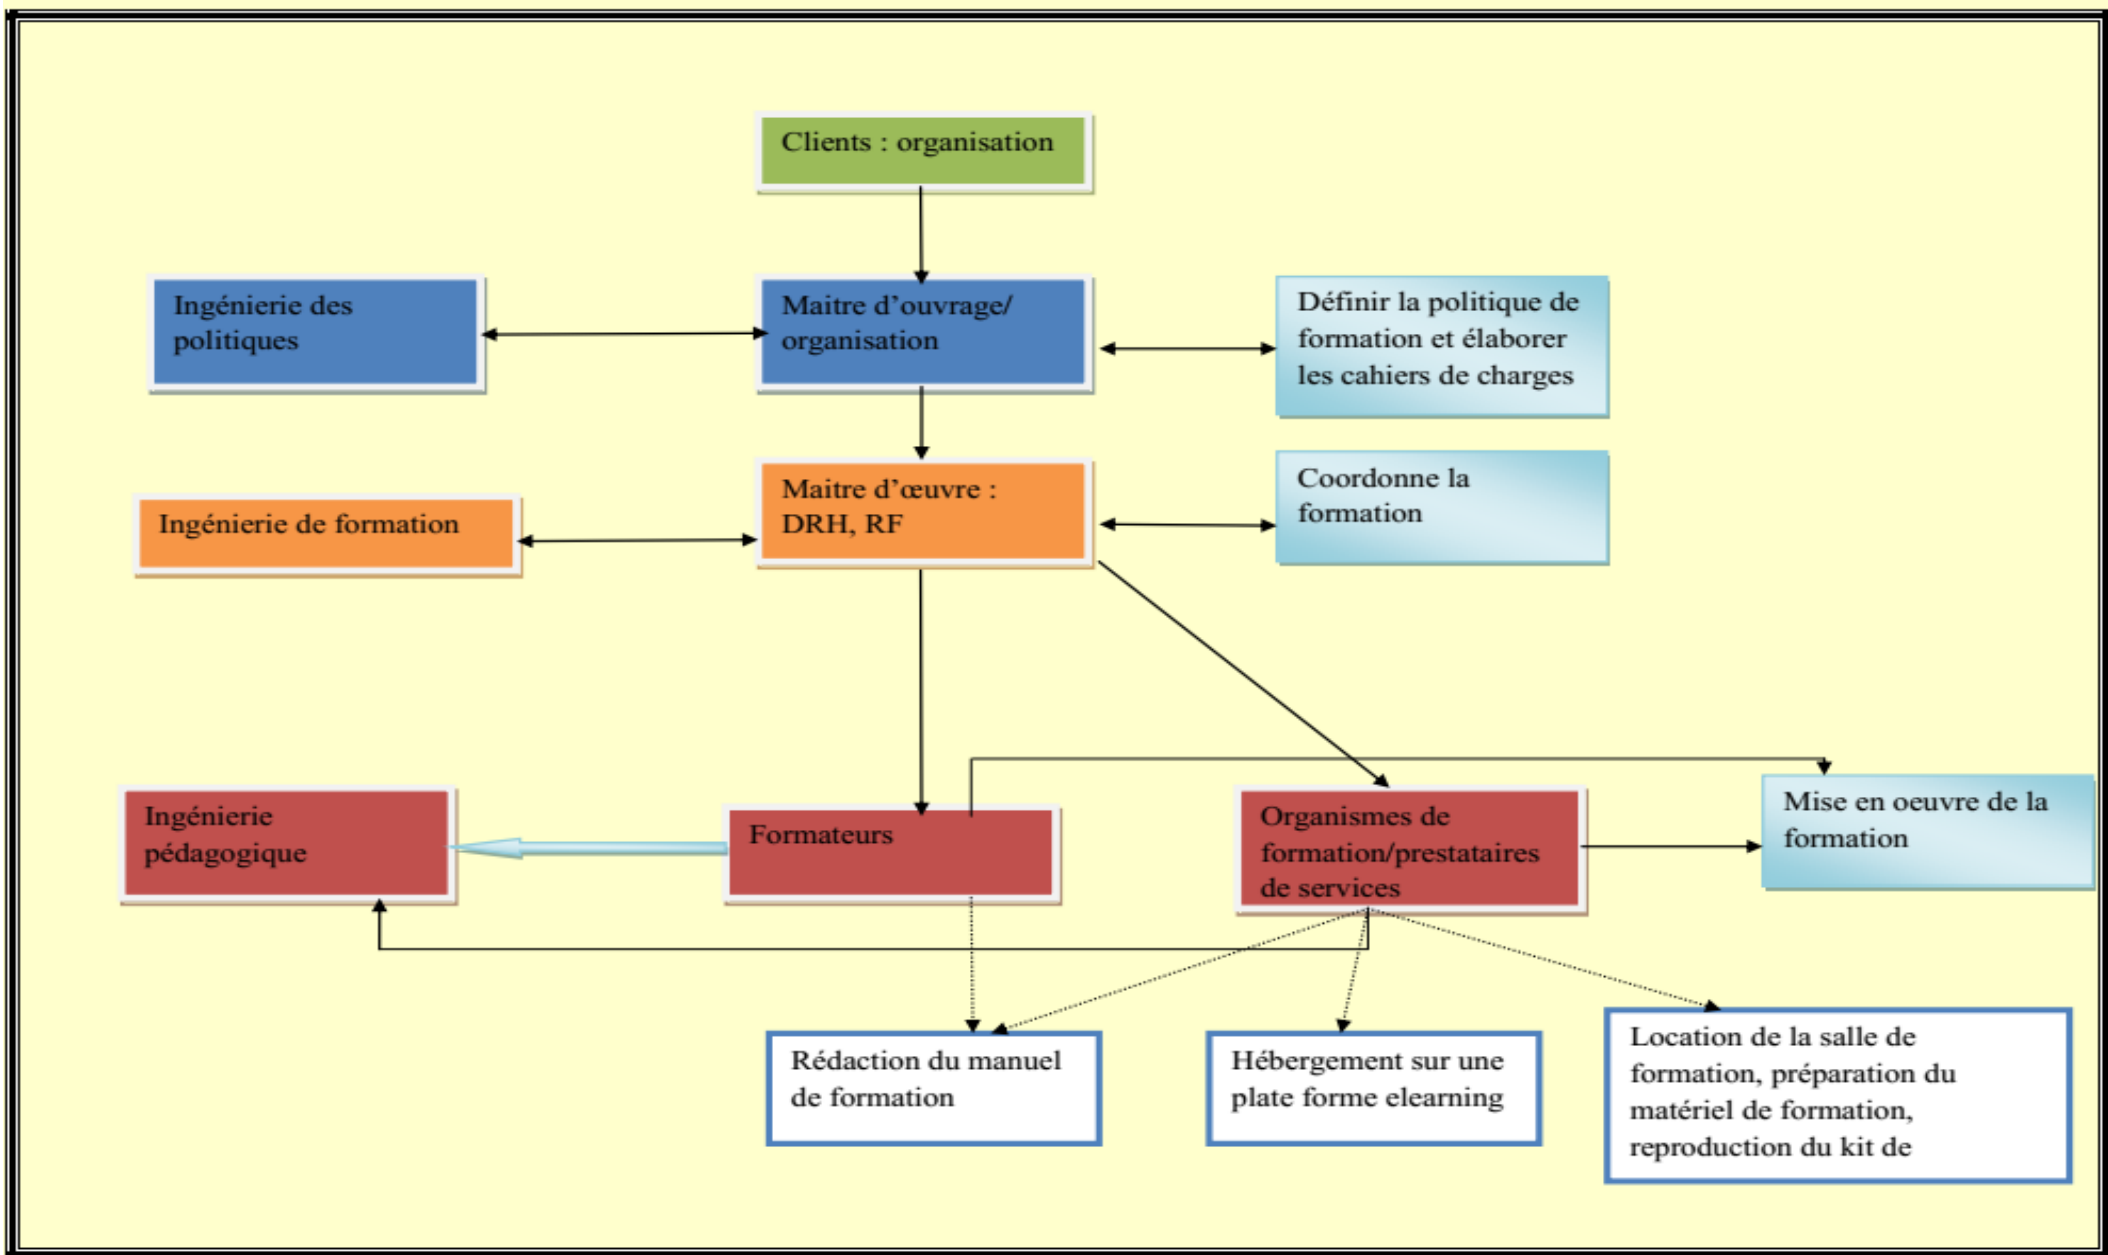 Clients : organisation
Ingénierie des
politiques
Maitre d’ouvrage/
organisation
Définir la politique de
formation et élaborer
les cahiers de charges
Ingénierie de formation
Maitre d’œuvre :
DRH, RF
Coordonne la
formation
Ingénierie
pédagogique
Formateurs
Organismes de
formation/prestataires
de services
Mise en oeuvre de la
formation
Rédaction du manuel
de formation
Hébergement sur une
plate forme elearning
Location de la salle de
formation, préparation du
matériel de formation,
reproduction du kit de